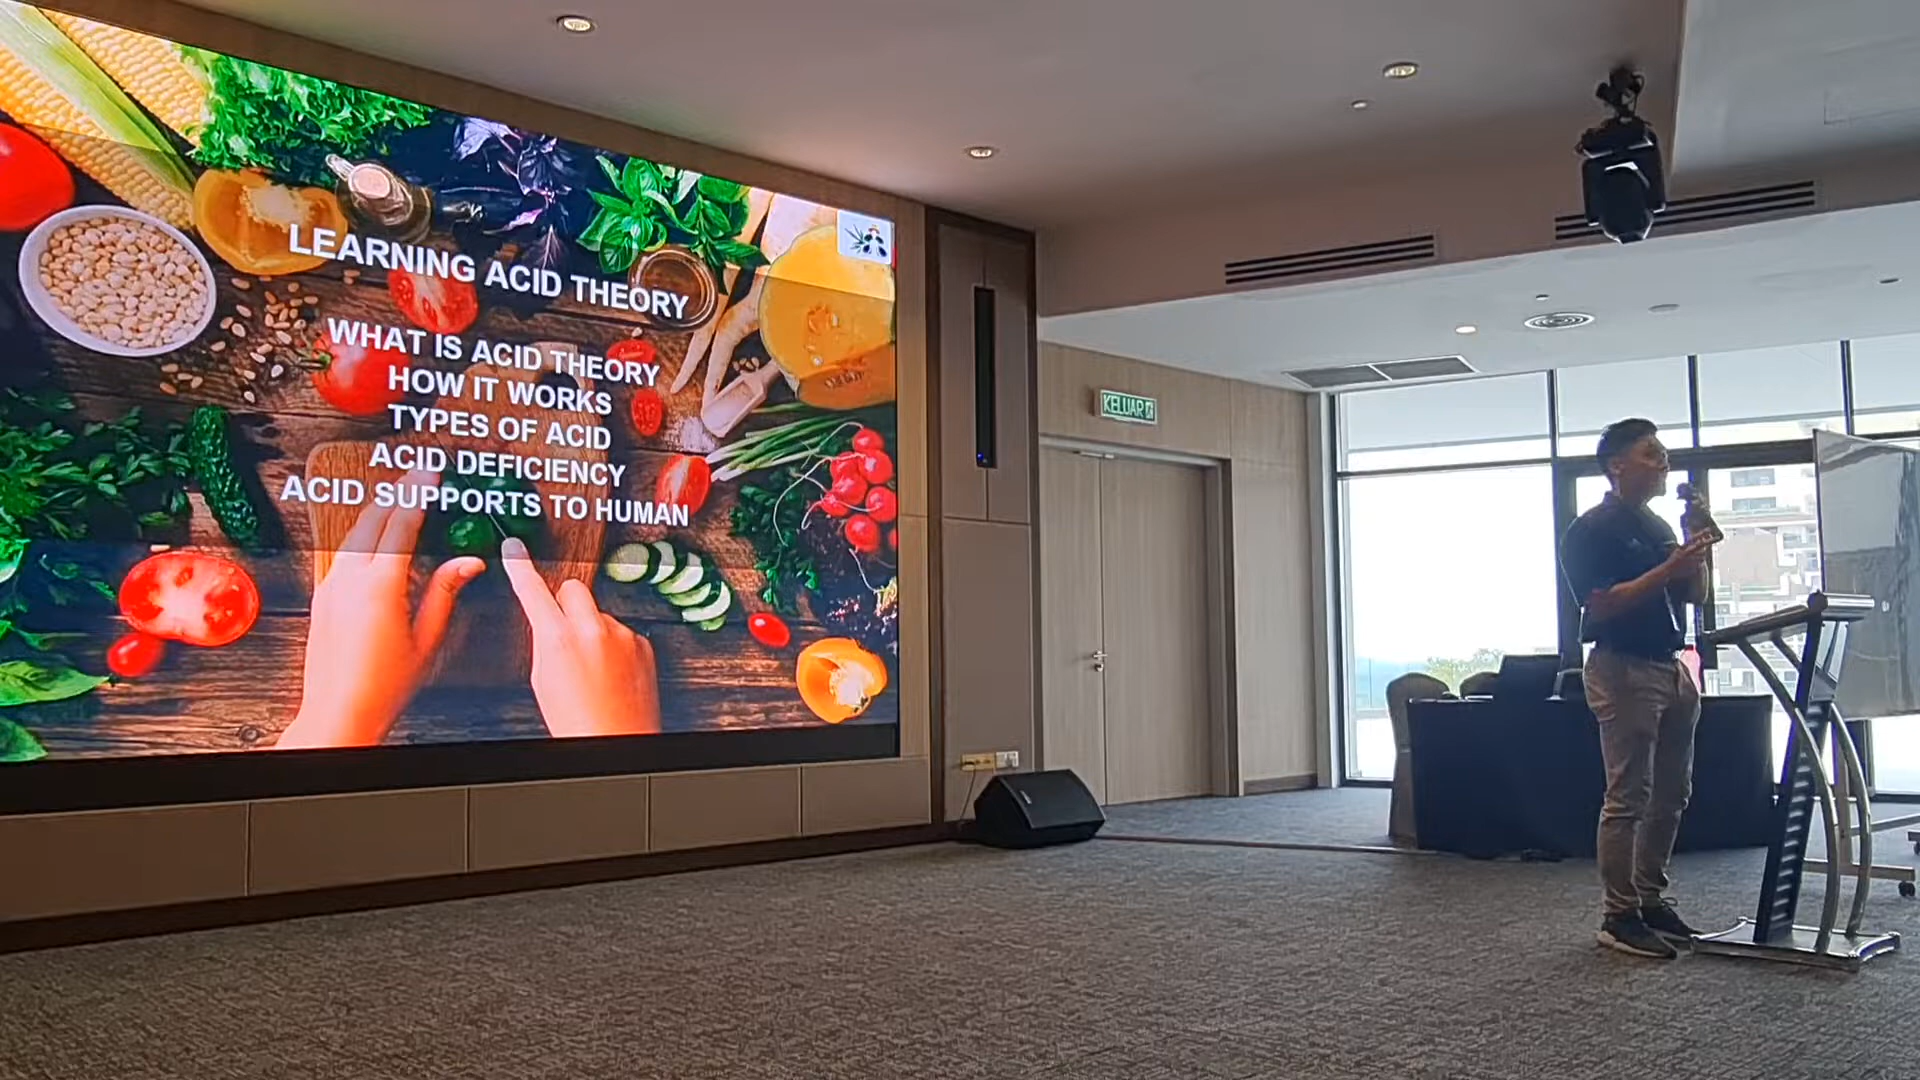 LEARNING ACID THEORY
WHAT IS ACID THEORY
HOW IT WORKS
TYPES OF ACID
ACID DEFICIENCY
ACID SUPPORTS TO HUMAN
KELUAR